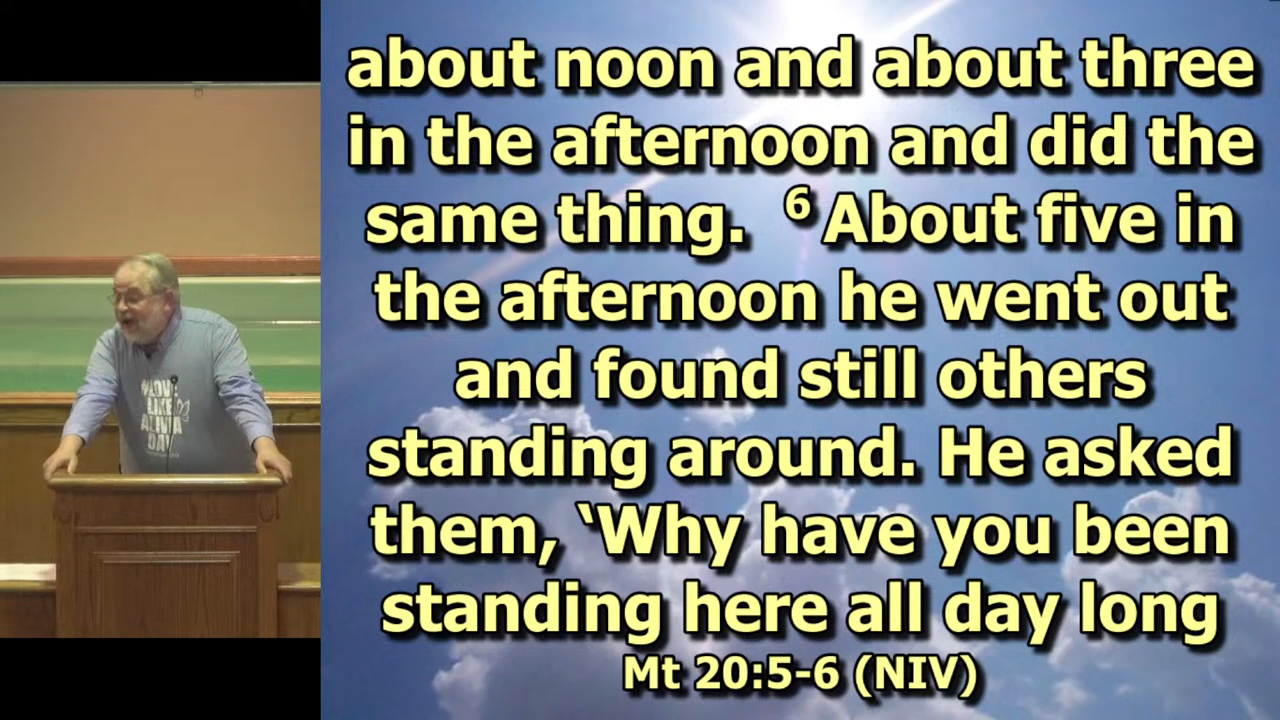 about noon and about three
in the afternoon and did the
same thing. ⁶ About five in
the afternoon he went out
and found still others
standing around. He asked
them, ‘Why have you been
standing here all day long
Mt 20:5-6 (NIV)
LIKE
DAY